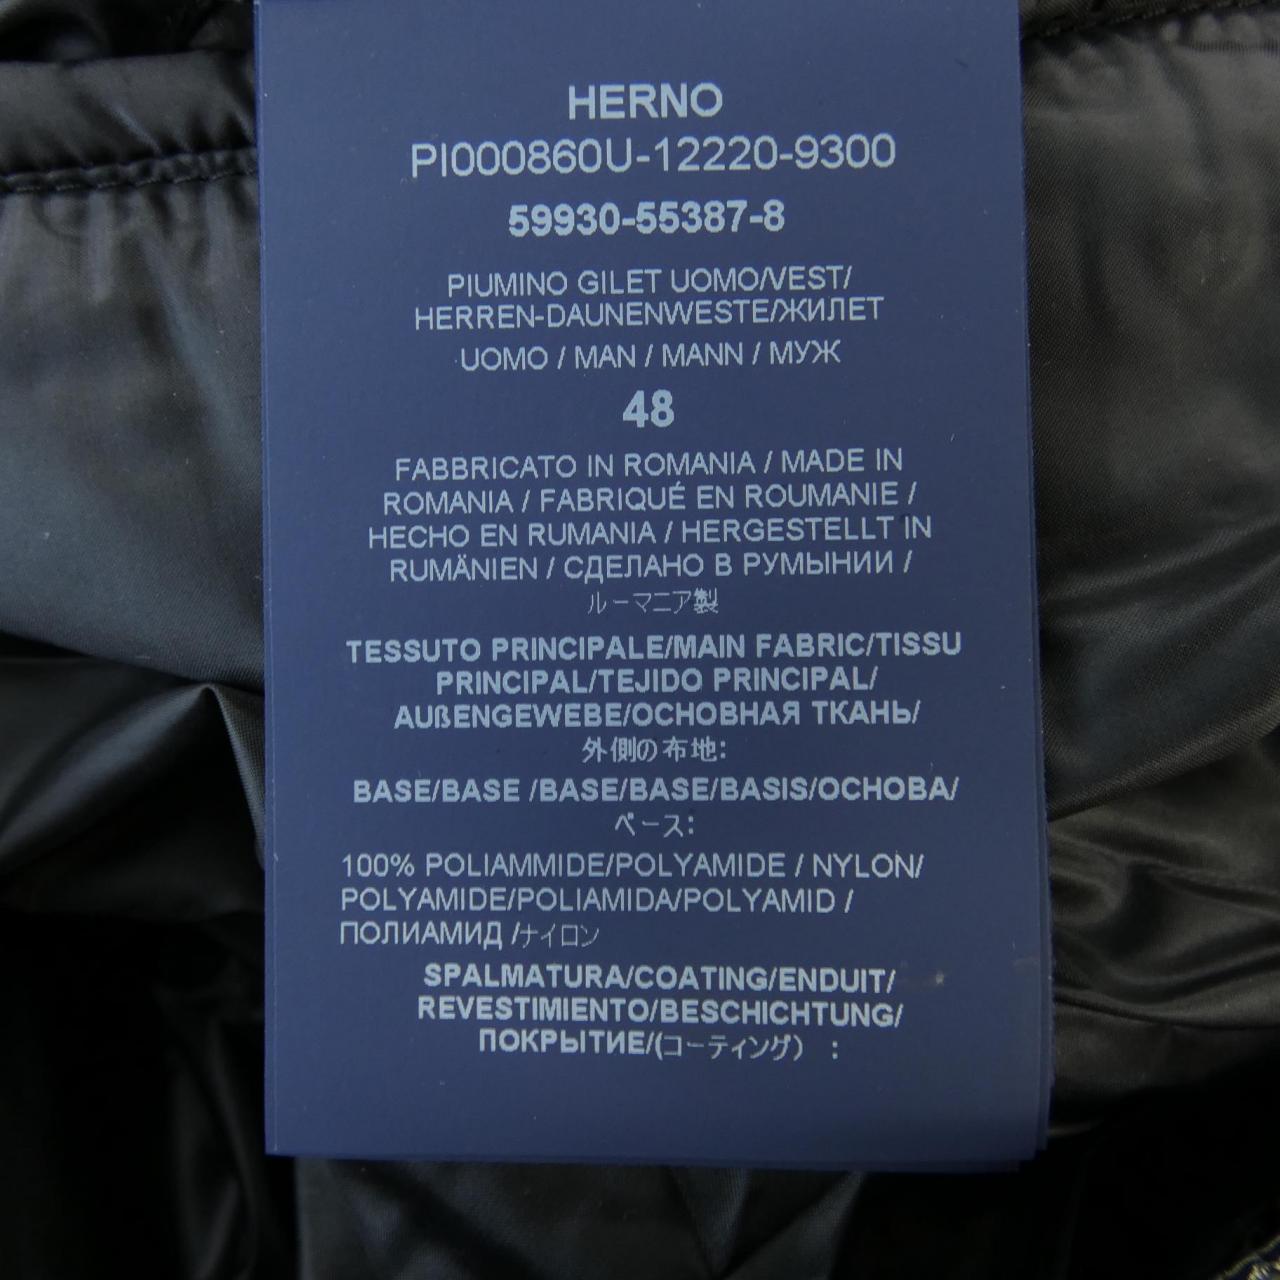 HERNO
PI000860U-12220-9300
59930-55387-8
PIUMINO GILET UOMO/VEST/
HERREN-DAUNENWESTE/ЖИЛЕТ
UOMO / MAN / MANN / МУЖ
48
FABBRICATO IN ROMANIA / MADE IN
ROMANIA / FABRIQUÉ EN ROUMANIE /
HECHO EN RUMANIA / HERGESTELLT IN
RUMÄNIEN / СДЕЛАНО В РУМЫНИИ /
ルーマニア製
TESSUTO PRINCIPALE/MAIN FABRIC/TISSU
PRINCIPAL/TEJIDO PRINCIPAL/
AUßENGEWEBE/ОСНОВНАЯ ТКАНЬ/
外側の布地:
BASE/BASE /BASE/BASE/BASIS/ОСНОВА/
ベース:
100% POLIAMMIDE/POLYAMIDE / NYLON/
POLYAMIDE/POLIAMIDA/POLYAMID /
ПОЛИАМИД /ナイロン
SPALMATURA/COATING/ENDUIT/
REVESTIMIENTO/BESCHICHTUNG/
ПОКРЫТИЕ/(コーティング） :